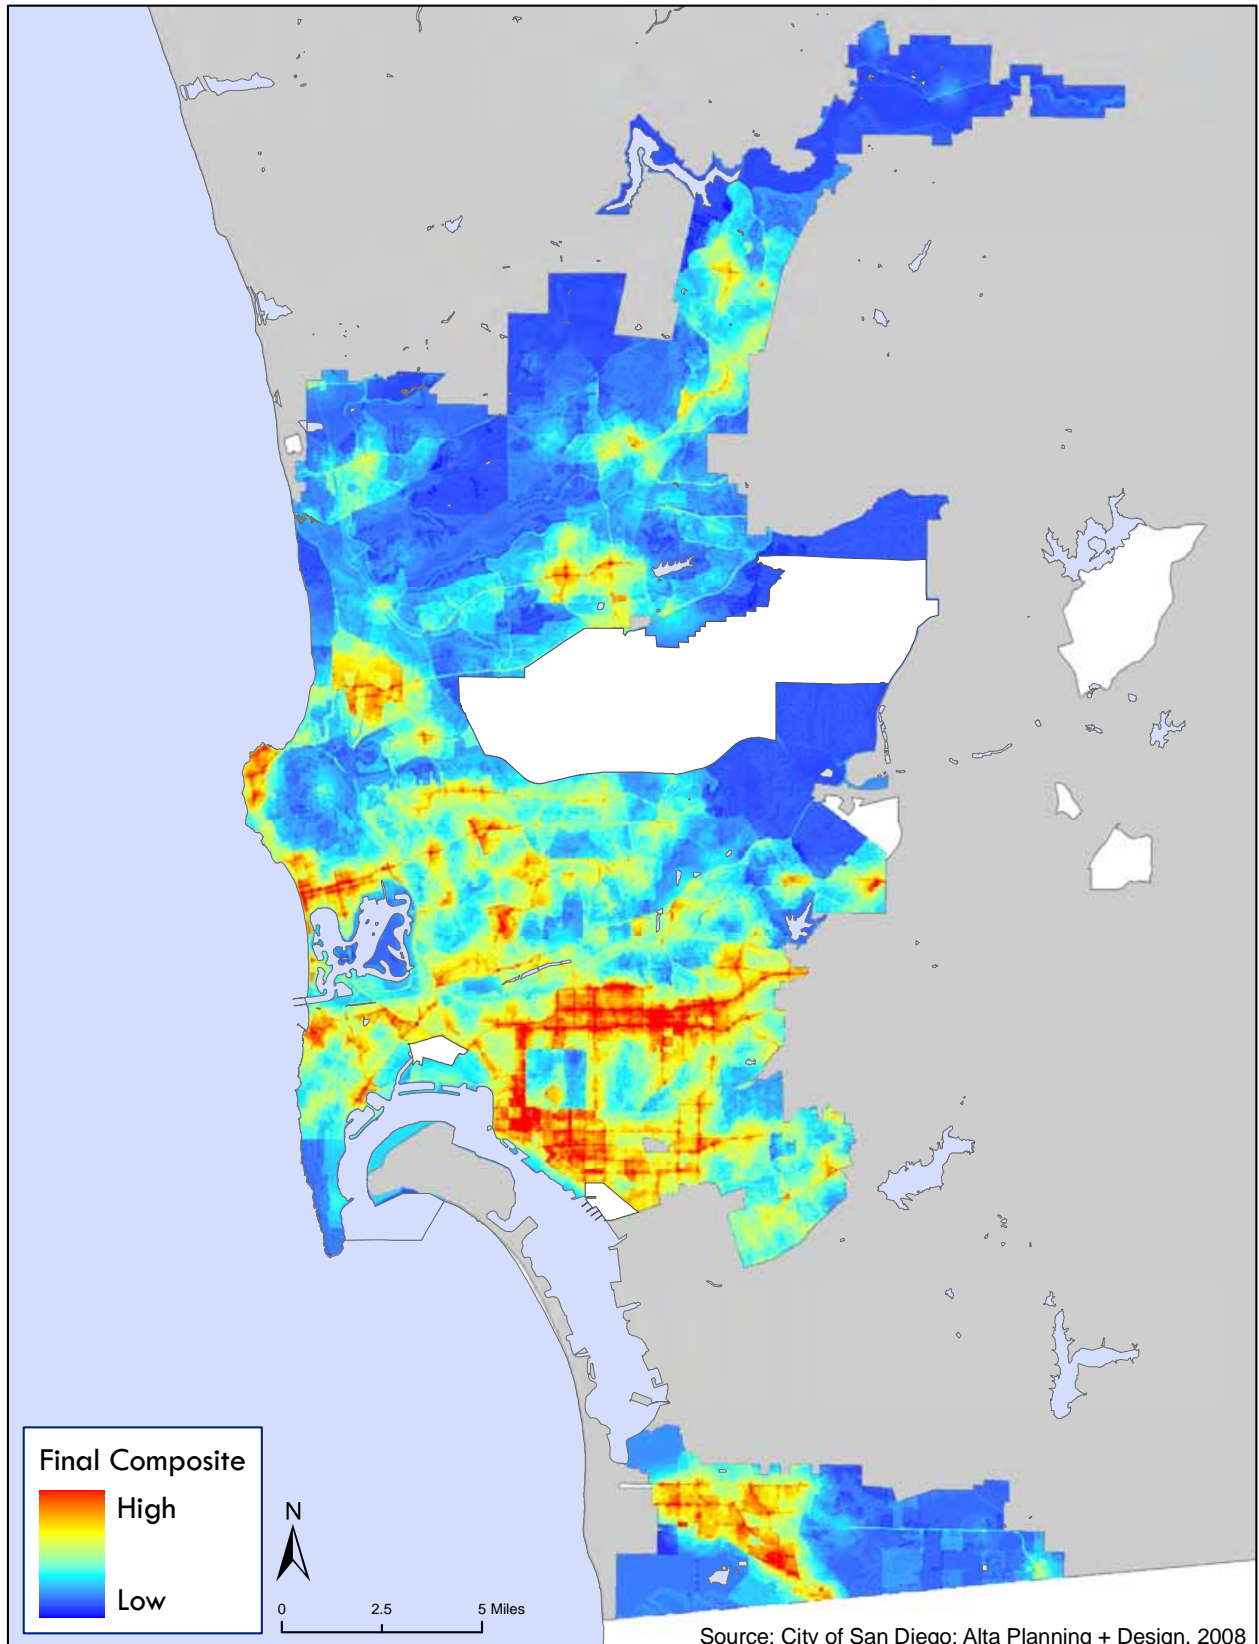 Final Composite
High
Low
N
0 2.5 5 Miles
Source: City of San Diego; Alta Planning + Design, 2008